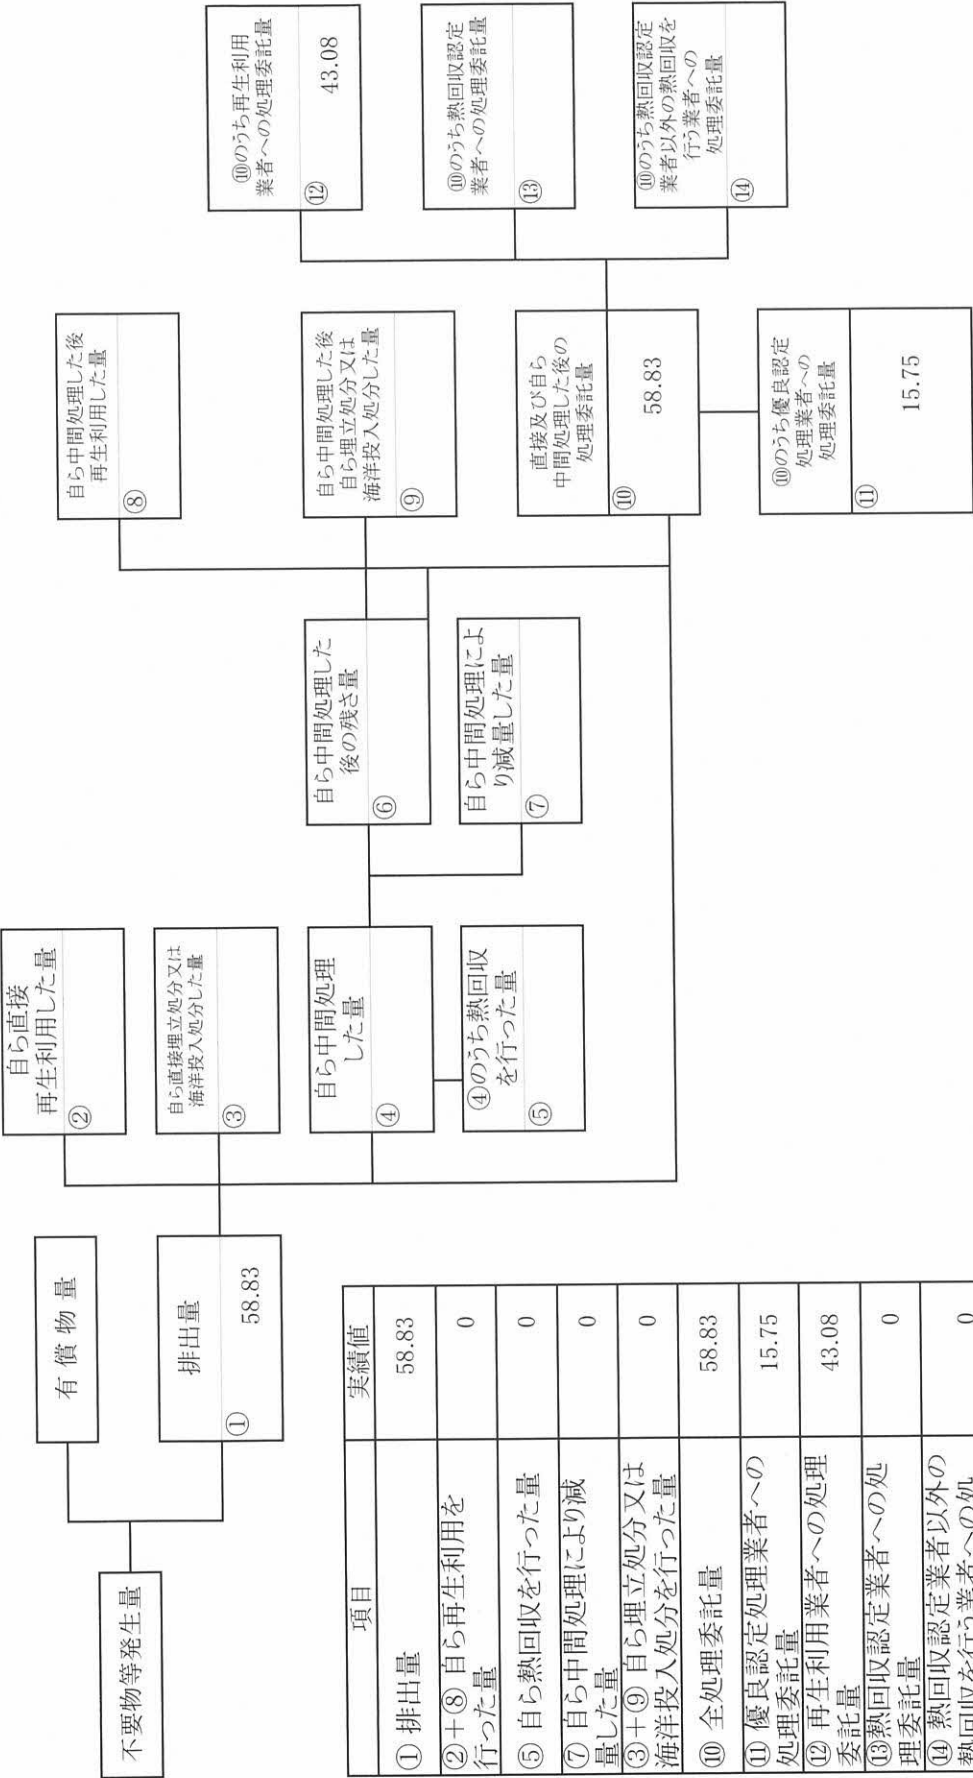 不要物等発生量
有 償 物 量
排出量
①
58.83
自ら直接
再生利用した量
②
自ら直接埋立処分又は
海洋投入処分した量
③
自ら中間処理
した量
④
④のうち熱回収
を行った量
⑤
自ら中間処理した
後の残さ量
⑥
自ら中間処理によ
り減量した量
⑦
自ら中間処理した後
再生利用した量
⑧
自ら中間処理した後
自ら埋立処分又は
海洋投入処分した量
⑨
直接及び自ら
中間処理した後の
処理委託量
⑩
58.83
⑩のうち優良認定
処理業者への
処理委託量
⑪
15.75
⑩のうち再生利用
業者への処理委託量
⑫
43.08
⑩のうち熱回収認定
業者への処理委託量
⑬
⑩のうち熱回収認定
業者以外の熱回収を
行う業者への
処理委託量
⑭
項目 実績値
① 排出量 58.83
②+⑧ 自ら再生利用を
行った量 0
⑤ 自ら熱回収を行った量 0
⑦ 自ら中間処理により減
量した量 0
③+⑨ 自ら埋立処分又は
海洋投入処分を行った量 0
⑩ 全処理委託量 58.83
⑪ 優良認定処理業者への
処理委託量 15.75
⑫ 再生利用業者への処理
委託量 43.08
⑬熱回収認定業者への処
理委託量 0
⑭ 熱回収認定業者以外の
熱回収を行う業者への処 0
0